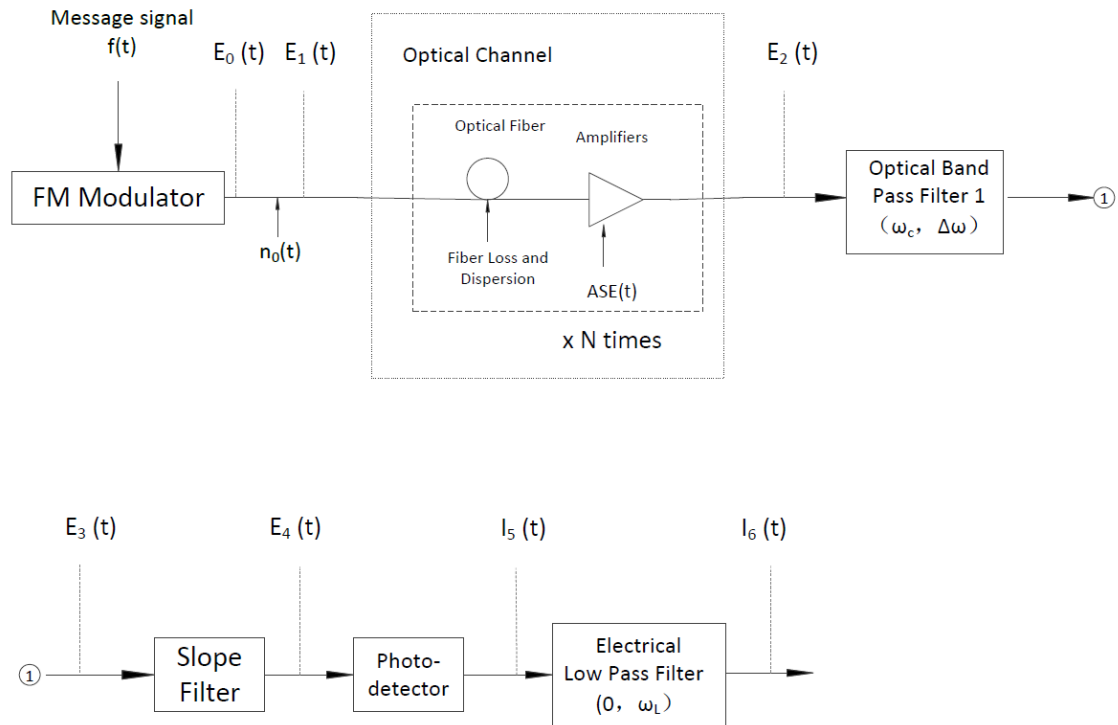 Message signal
f(t)
E₀ (t)
E₁ (t)
Optical Channel
E₂ (t)
Optical Fiber
Amplifiers
FM Modulator
Optical Band
Pass Filter 1
（ω꜀， Δω）
①
n₀(t)
Fiber Loss and
Dispersion
ASE(t)
x N times
E₃ (t)
E₄ (t)
I₅ (t)
I₆ (t)
①
Slope
Filter
Photo-
detector
Electrical
Low Pass Filter
(0， ω_L)